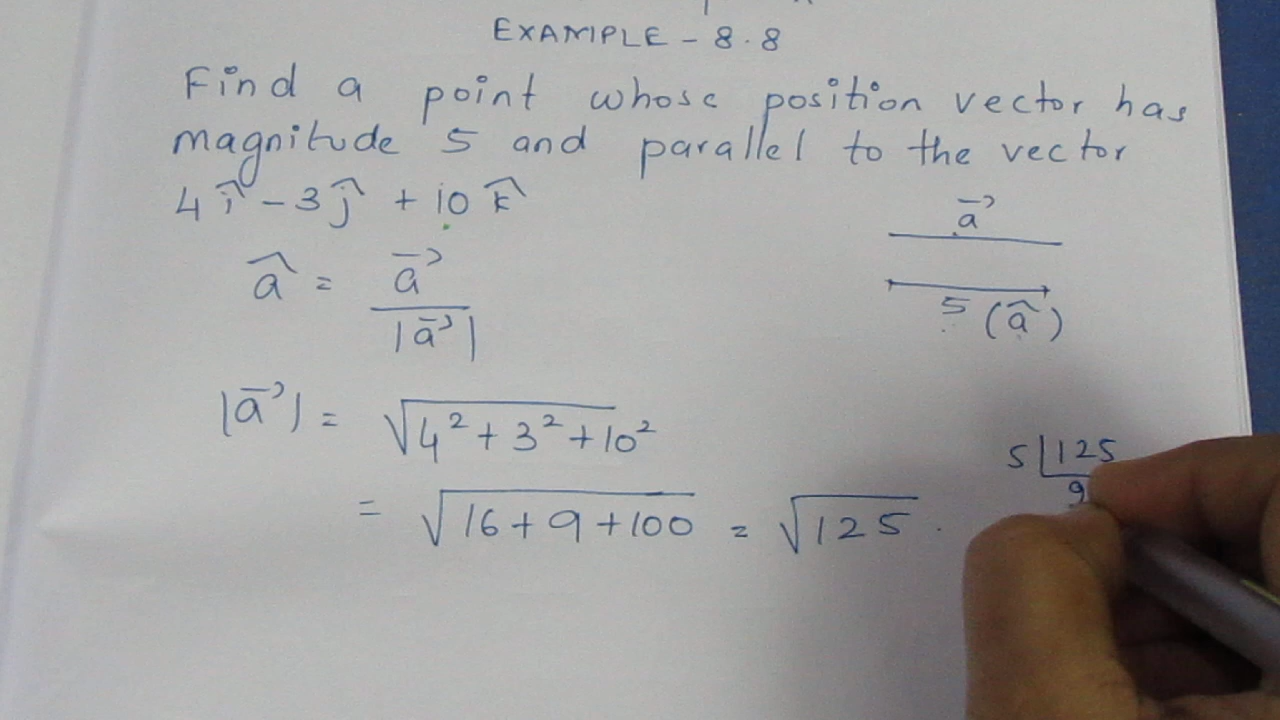 EXAMPLE - 8.8
Find a point whose position vector has
magnitude 5 and parallel to the vector
4î - 3ĵ + 10k̂
a⃗
â = a⃗ / |a⃗|
5 (â)
|a⃗| = √4² + 3² + 10²
5 | 125
= √16 + 9 + 100 = √125 .